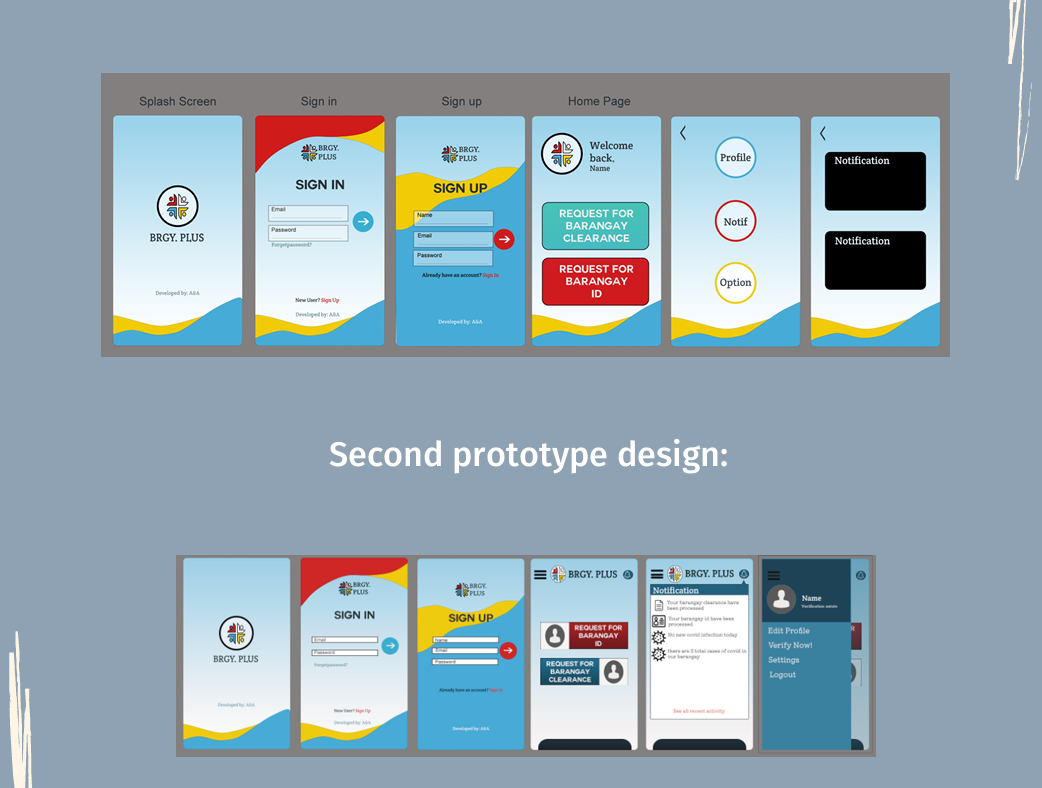 Splash Screen
Sign in
Sign up
Home Page
BRGY. PLUS
Developed by: ASA
BRGY.
PLUS
SIGN IN
Email
Password
Forgetpassword?
New User? Sign Up
Developed by: ASA
BRGY.
PLUS
SIGN UP
Name
Email
Password
Already have an account? Sign In
Developed by: ASA
Welcome
back,
Name
REQUEST FOR
BARANGAY
CLEARANCE
REQUEST FOR
BARANGAY
ID
Profile
Notif
Option
Notification
Notification
Second prototype design:
BRGY. PLUS
Developed by: ASA
BRGY.
PLUS
SIGN IN
Email
Password
Forgetpassword?
New User? Sign Up
Developed by: ASA
BRGY.
PLUS
SIGN UP
Name
Email
Password
Already have an account? Sign In
Developed by: ASA
BRGY. PLUS
REQUEST FOR
BARANGAY
ID
REQUEST FOR
BARANGAY
CLEARANCE
BRGY. PLUS
Notification
Your barangay clearance have
been processed
Your barangay id have been
processed
No new covid infection today
there are 0 total cases of covid in
our barangay
See all recent activity
Name
Verification status
Edit Profile
Verify Now!
Settings
Logout